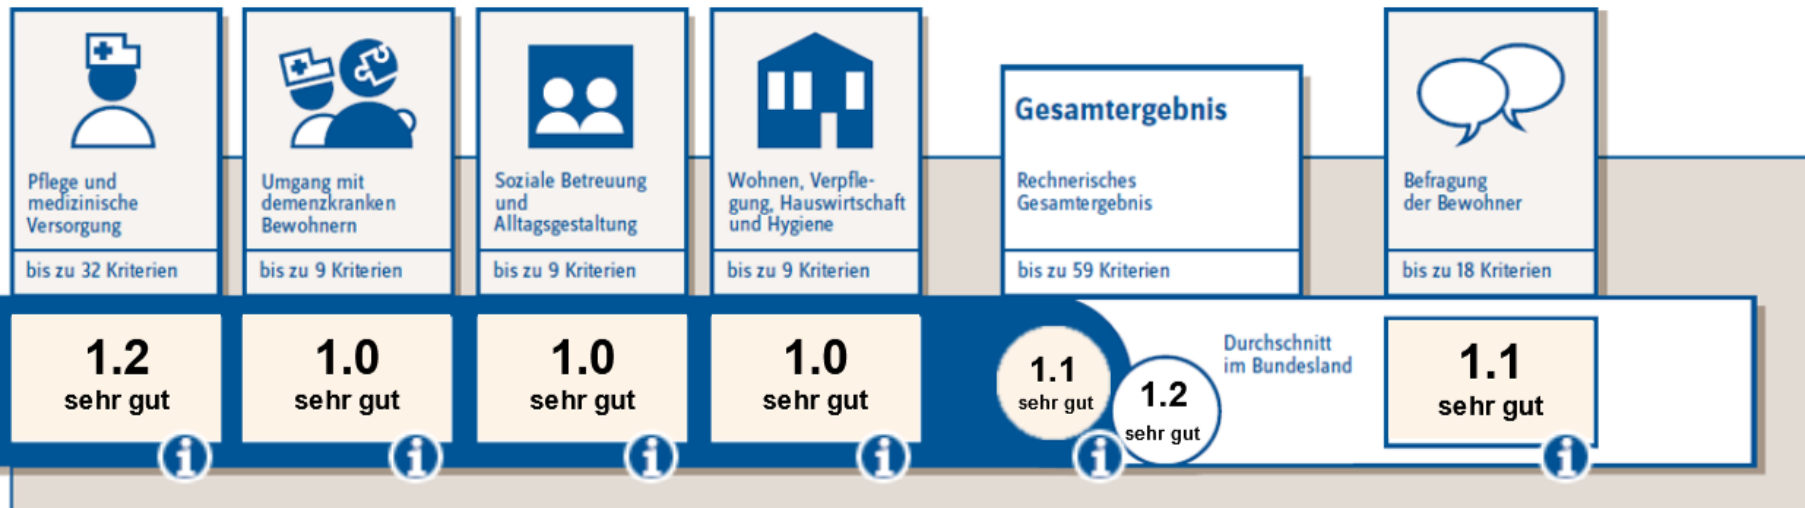 Pflege und
medizinische
Versorgung
bis zu 32 Kriterien
1.2
sehr gut
Umgang mit
demenzkranken
Bewohnern
bis zu 9 Kriterien
1.0
sehr gut
Soziale Betreuung
und
Alltagsgestaltung
bis zu 9 Kriterien
1.0
sehr gut
Wohnen, Verpfle-
gung, Hauswirtschaft
und Hygiene
bis zu 9 Kriterien
1.0
sehr gut
Gesamtergebnis
Rechnerisches
Gesamtergebnis
bis zu 59 Kriterien
1.1
sehr gut
1.2
sehr gut
Durchschnitt
im Bundesland
Befragung
der Bewohner
bis zu 18 Kriterien
1.1
sehr gut